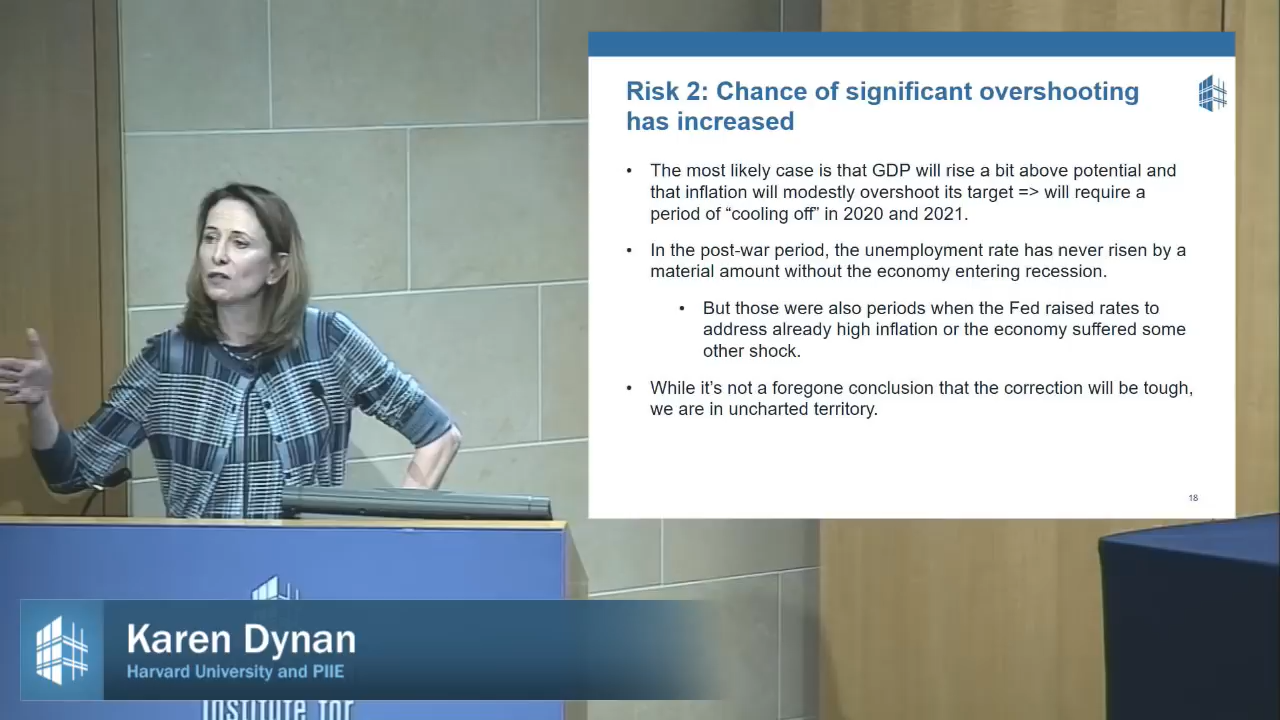 Risk 2: Chance of significant overshooting
has increased
• The most likely case is that GDP will rise a bit above potential and
that inflation will modestly overshoot its target => will require a
period of “cooling off” in 2020 and 2021.
• In the post-war period, the unemployment rate has never risen by a
material amount without the economy entering recession.
• But those were also periods when the Fed raised rates to
address already high inflation or the economy suffered some
other shock.
• While it’s not a foregone conclusion that the correction will be tough,
we are in uncharted territory.
18
Karen Dynan
Harvard University and PIIE
Institute for